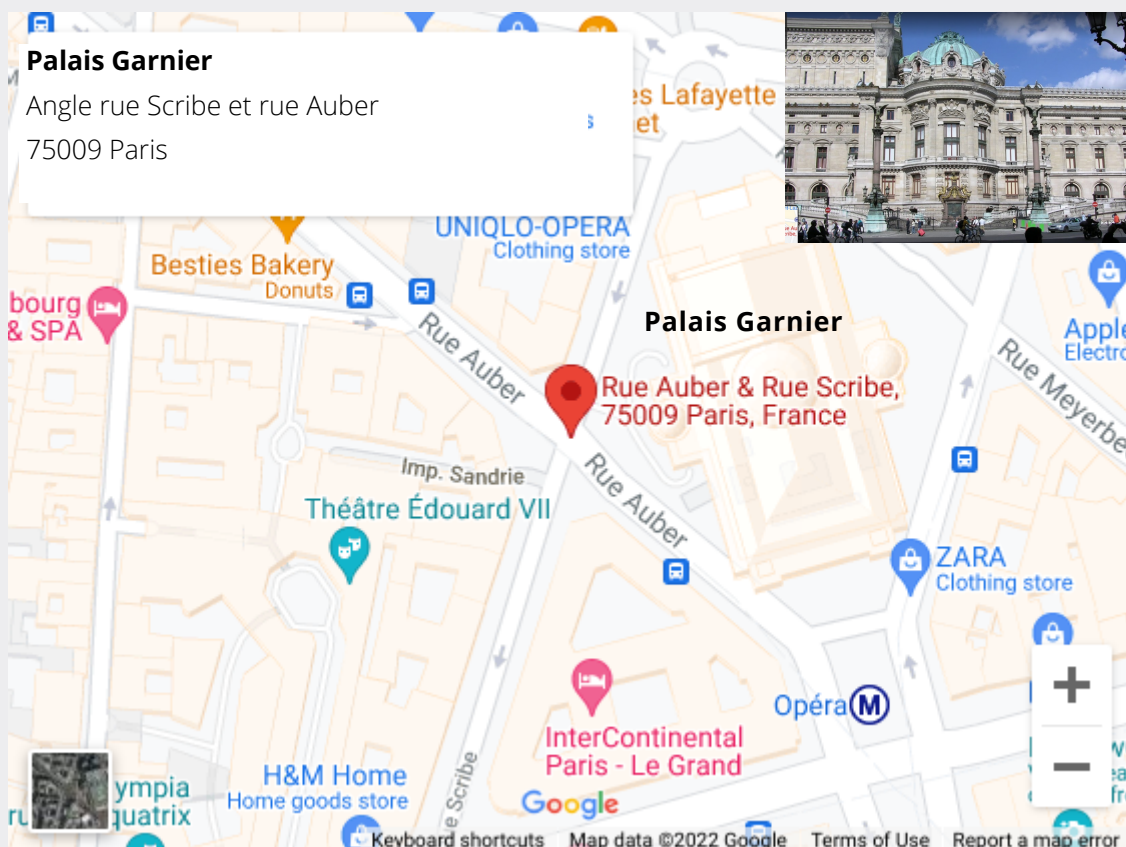 Palais Garnier
Angle rue Scribe et rue Auber
75009 Paris
es Lafayette
et
UNIQLO-OPERA
Clothing store
Besties Bakery
Donuts
bourg
& SPA
Rue Auber
Palais Garnier
Apple
Electro
Rue Meyerbe
Rue Auber & Rue Scribe,
75009 Paris, France
Imp. Sandrie
Rue Auber
Théâtre Édouard VII
ZARA
Clothing store
Opéra M
InterContinental
Paris - Le Grand
H&M Home
Home goods store
e Scribe
ympia
quatrix
Google
Keyboard shortcuts Map data ©2022 Google Terms of Use Report a map error